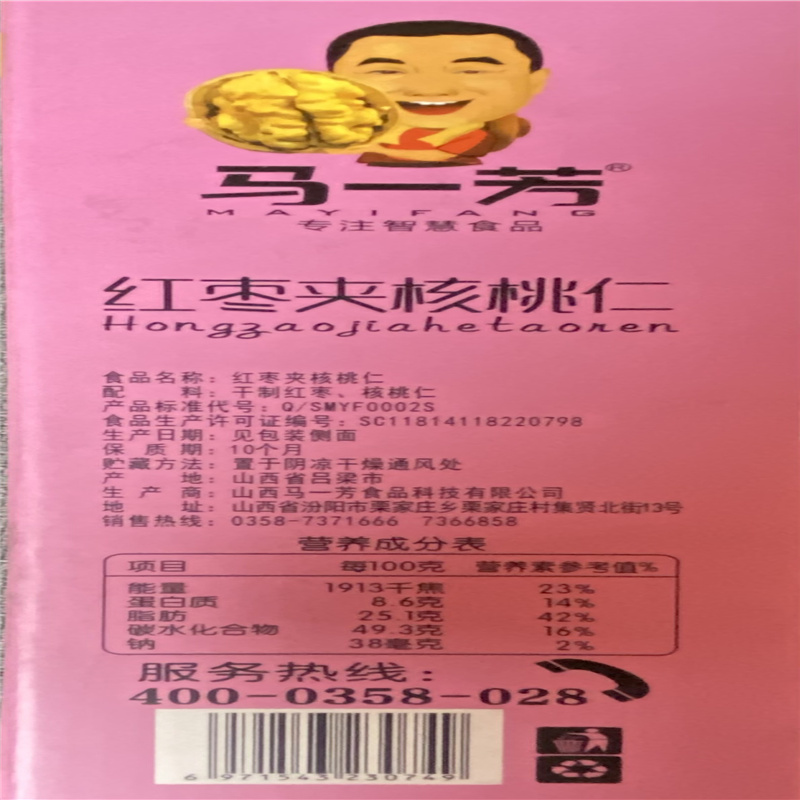 马一芳®
MAYIFANG
专注智慧食品
红枣夹核桃仁
Hongzaojiahetaoren
食品名称：红枣夹核桃仁
配 料：干制红枣、核桃仁
产品标准代号：Q/SMYF0002S
食品生产许可证编号：SC11814118220798
生产日期：见包装侧面
保 质 期：10个月
贮藏方法：置于阴凉干燥通风处
产 地：山西省吕梁市
生 产 商：山西马一芳食品科技有限公司
地 址：山西省汾阳市栗家庄乡栗家庄村集贤北街13号
销售热线：0358-7371666 7366858
营养成分表
项目 每100克 营养素参考值%
能量 1913千焦 23%
蛋白质 8.6克 14%
脂肪 25.1克 42%
碳水化合物 49.3克 16%
钠 38毫克 2%
服务热线：
400-0358-028
6 971543 230749